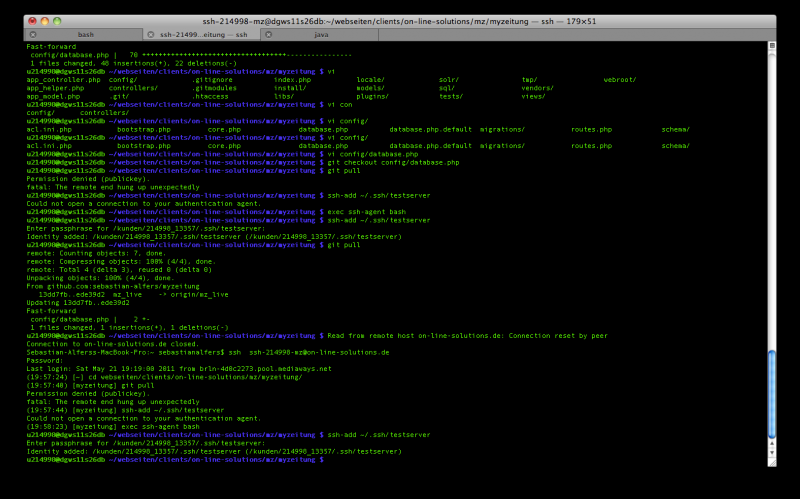 ssh-214998-mz@dgws11s26db:~/webseiten/clients/on-line-solutions/mz/myzeitung — ssh — 179×51
bash ssh-21499...eitung — ssh java
Fast-forward
config/database.php | 70 ++++++++++++++++++++++++++++++++++----------------
1 files changed, 48 insertions(+), 22 deletions(-)
u214998@dgws11s26db ~/webseiten/clients/on-line-solutions/mz/myzeitung $ vi
app_controller.php config/ .gitignore index.php locale/ solr/ tmp/ webroot/
app_helper.php controllers/ .gitmodules install/ models/ sql/ vendors/
app_model.php .git/ .htaccess libs/ plugins/ tests/ views/
u214998@dgws11s26db ~/webseiten/clients/on-line-solutions/mz/myzeitung $ vi con
config/ controllers/
u214998@dgws11s26db ~/webseiten/clients/on-line-solutions/mz/myzeitung $ vi config/
acl.ini.php bootstrap.php core.php database.php database.php.default migrations/ routes.php schema/
u214998@dgws11s26db ~/webseiten/clients/on-line-solutions/mz/myzeitung $ vi config/
acl.ini.php bootstrap.php core.php database.php database.php.default migrations/ routes.php schema/
u214998@dgws11s26db ~/webseiten/clients/on-line-solutions/mz/myzeitung $ vi config/database.php
u214998@dgws11s26db ~/webseiten/clients/on-line-solutions/mz/myzeitung $ git checkout config/database.php
u214998@dgws11s26db ~/webseiten/clients/on-line-solutions/mz/myzeitung $ git pull
Permission denied (publickey).
fatal: The remote end hung up unexpectedly
u214998@dgws11s26db ~/webseiten/clients/on-line-solutions/mz/myzeitung $ ssh-add ~/.ssh/testserver
Could not open a connection to your authentication agent.
u214998@dgws11s26db ~/webseiten/clients/on-line-solutions/mz/myzeitung $ exec ssh-agent bash
u214998@dgws11s26db ~/webseiten/clients/on-line-solutions/mz/myzeitung $ ssh-add ~/.ssh/testserver
Enter passphrase for /kunden/214998_13357/.ssh/testserver:
Identity added: /kunden/214998_13357/.ssh/testserver (/kunden/214998_13357/.ssh/testserver)
u214998@dgws11s26db ~/webseiten/clients/on-line-solutions/mz/myzeitung $ git pull
remote: Counting objects: 7, done.
remote: Compressing objects: 100% (4/4), done.
remote: Total 4 (delta 3), reused 0 (delta 0)
Unpacking objects: 100% (4/4), done.
From github.com:sebastian-alfers/myzeitung
13dd7fb..ede39d2 mz_live -> origin/mz_live
Updating 13dd7fb..ede39d2
Fast-forward
config/database.php | 2 +-
1 files changed, 1 insertions(+), 1 deletions(-)
u214998@dgws11s26db ~/webseiten/clients/on-line-solutions/mz/myzeitung $ Read from remote host on-line-solutions.de: Connection reset by peer
Connection to on-line-solutions.de closed.
Sebastian-Alferss-MacBook-Pro:~ sebastianalfers$ ssh ssh-214998-mz@on-line-solutions.de
Password:
Last login: Sat May 21 19:19:00 2011 from brln-4d0c2273.pool.mediaways.net
(19:57:24) [~] cd webseiten/clients/on-line-solutions/mz/myzeitung/
(19:57:40) [myzeitung] git pull
Permission denied (publickey).
fatal: The remote end hung up unexpectedly
(19:57:44) [myzeitung] ssh-add ~/.ssh/testserver
Could not open a connection to your authentication agent.
(19:58:23) [myzeitung] exec ssh-agent bash
u214998@dgws11s26db ~/webseiten/clients/on-line-solutions/mz/myzeitung $ ssh-add ~/.ssh/testserver
Enter passphrase for /kunden/214998_13357/.ssh/testserver:
Identity added: /kunden/214998_13357/.ssh/testserver (/kunden/214998_13357/.ssh/testserver)
u214998@dgws11s26db ~/webseiten/clients/on-line-solutions/mz/myzeitung $